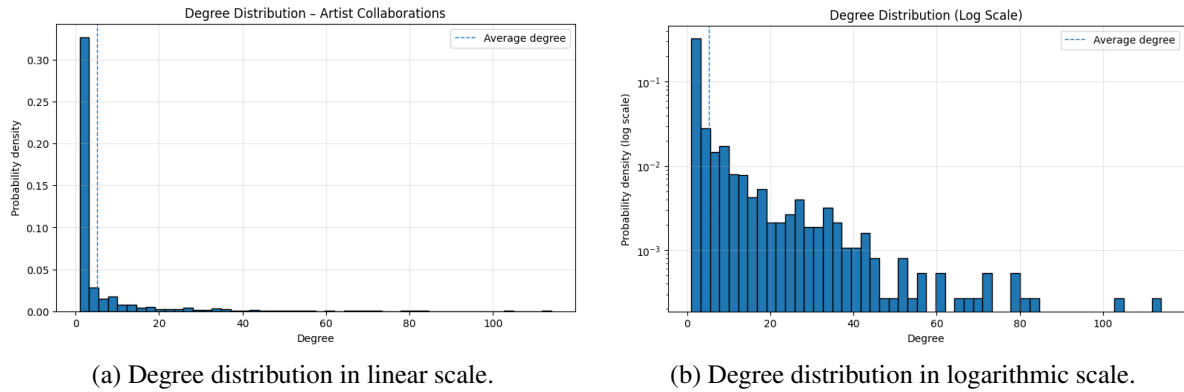 Degree Distribution – Artist Collaborations
Average degree
0.30
0.25
0.20
0.15
0.10
0.05
0.00
Probability density
0 20 40 60 80 100
Degree
(a) Degree distribution in linear scale.
Degree Distribution (Log Scale)
Average degree
10⁻¹
10⁻²
10⁻³
Probability density (log scale)
0 20 40 60 80 100
Degree
(b) Degree distribution in logarithmic scale.